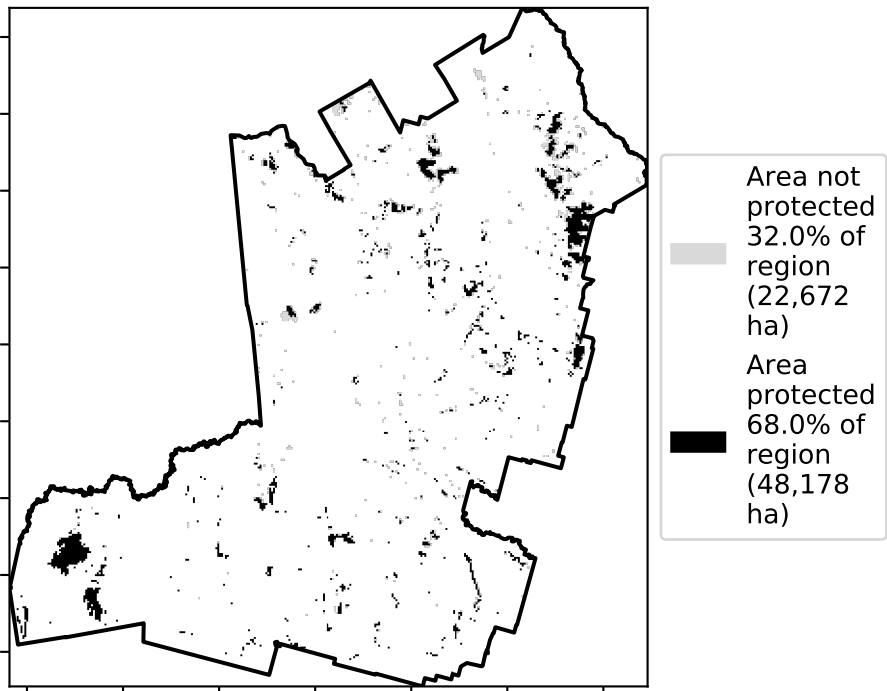 Area not
protected
32.0% of
region
(22,672
ha)
Area
protected
68.0% of
region
(48,178
ha)